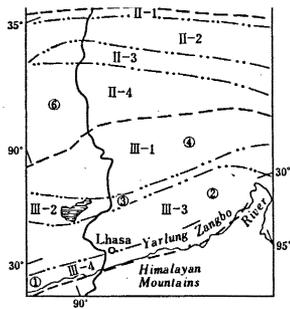 35°
II-1
II-2
II-3
⑥
II-4
90°
III-1
④
30°
III-2
③
②
III-3
Lhasa
Yarlung Zangbo River
95°
30°
III-4
①
Himalayan
Mountains
90°